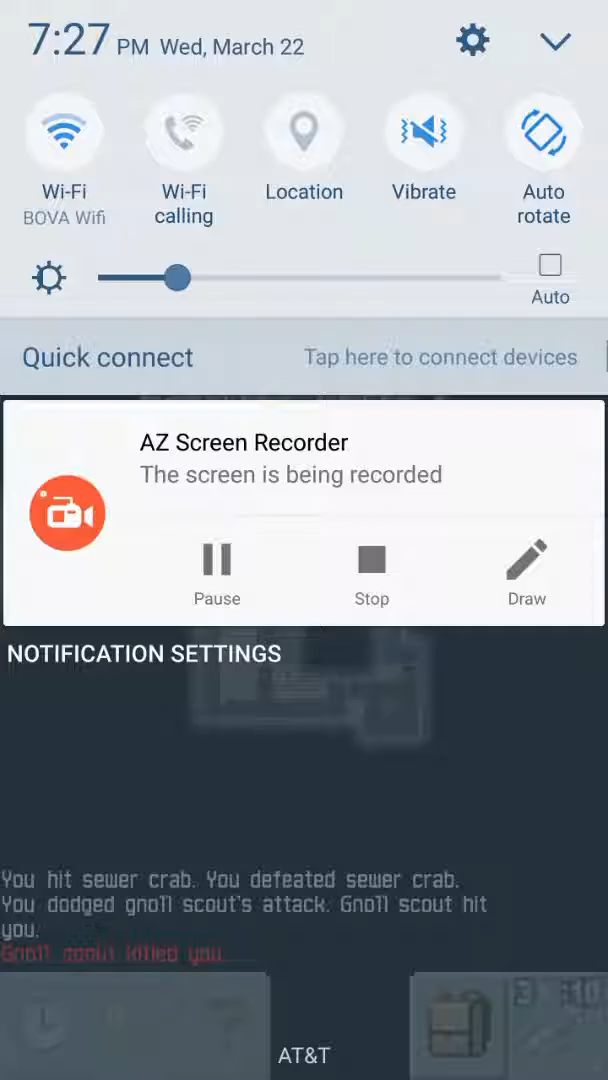 7:27 PM Wed, March 22
Wi-Fi
BOVA Wifi
Wi-Fi
calling
Location
Vibrate
Auto
rotate
Auto
Quick connect
Tap here to connect devices
AZ Screen Recorder
The screen is being recorded
Pause
Stop
Draw
NOTIFICATION SETTINGS
You hit sewer crab. You defeated sewer crab.
You dodged gnoll scout's attack. Gnoll scout hit
you.
Gnoll scout killed you...
AT&T